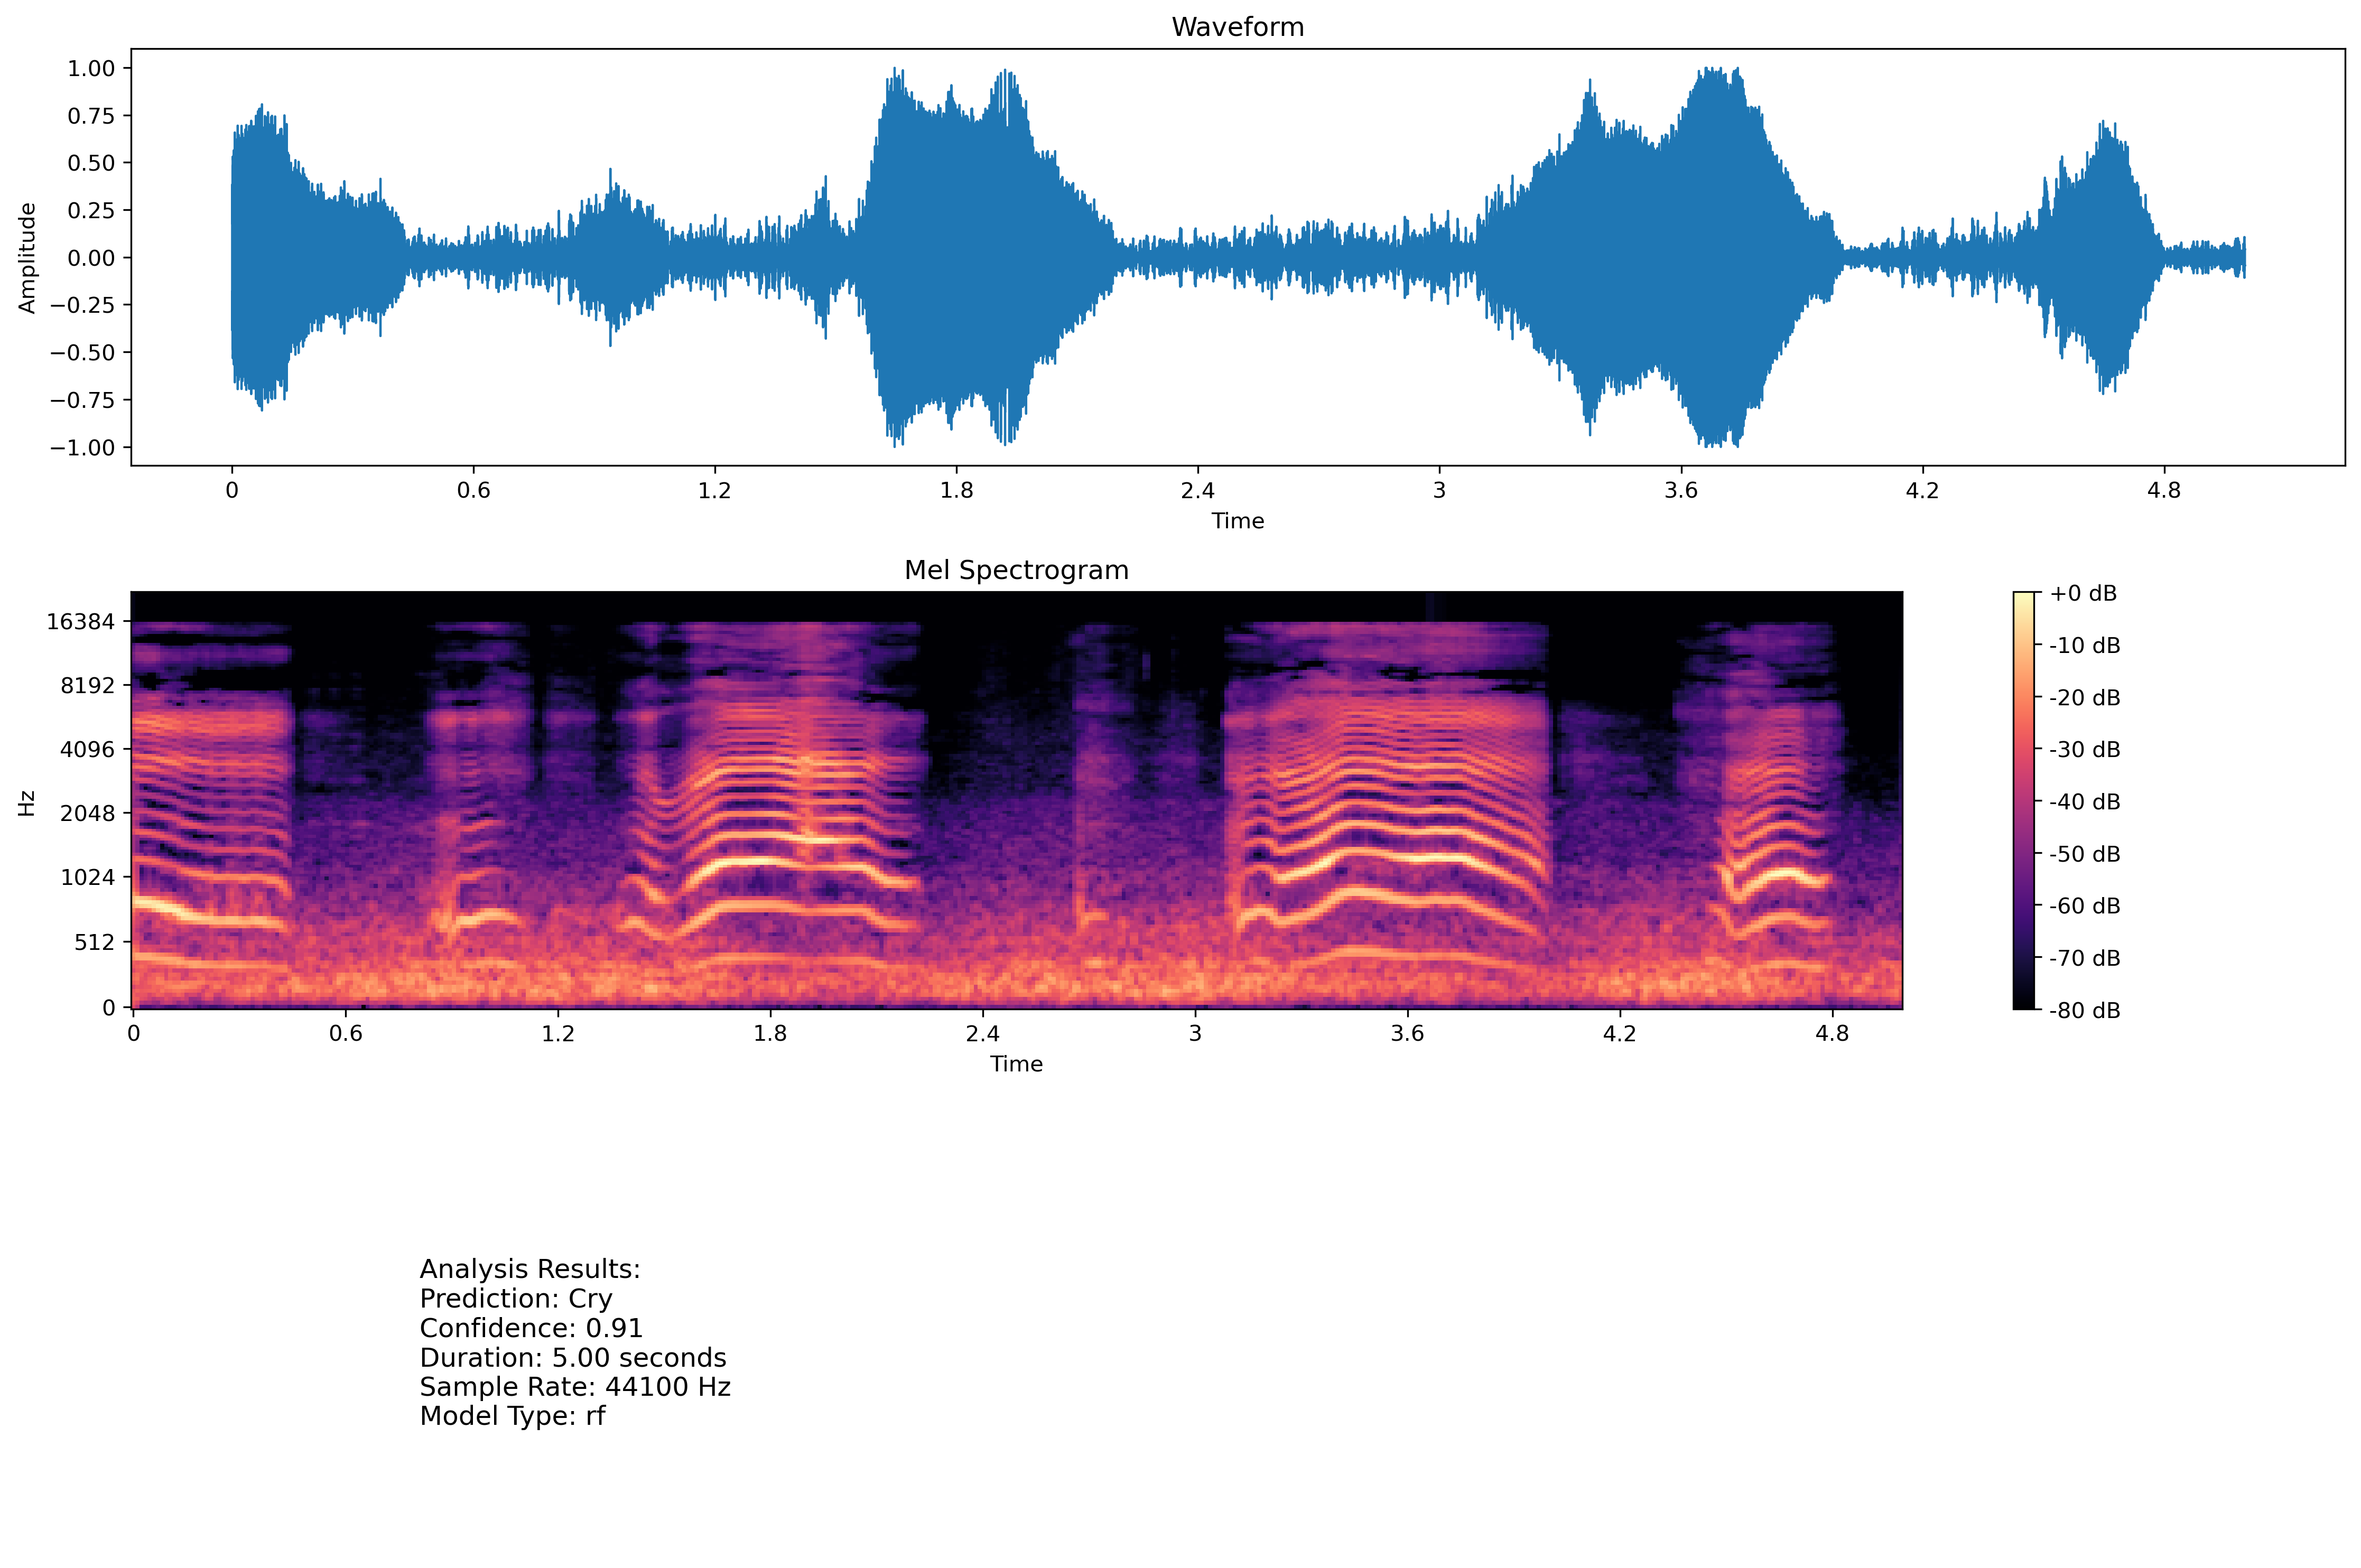 Waveform
1.00
0.75
0.50
0.25
0.00
−0.25
−0.50
−0.75
−1.00
Amplitude
0 0.6 1.2 1.8 2.4 3 3.6 4.2 4.8
Time
Mel Spectrogram
16384
8192
4096
2048
1024
512
0
Hz
0 0.6 1.2 1.8 2.4 3 3.6 4.2 4.8
Time
+0 dB
-10 dB
-20 dB
-30 dB
-40 dB
-50 dB
-60 dB
-70 dB
-80 dB
Analysis Results:
Prediction: Cry
Confidence: 0.91
Duration: 5.00 seconds
Sample Rate: 44100 Hz
Model Type: rf